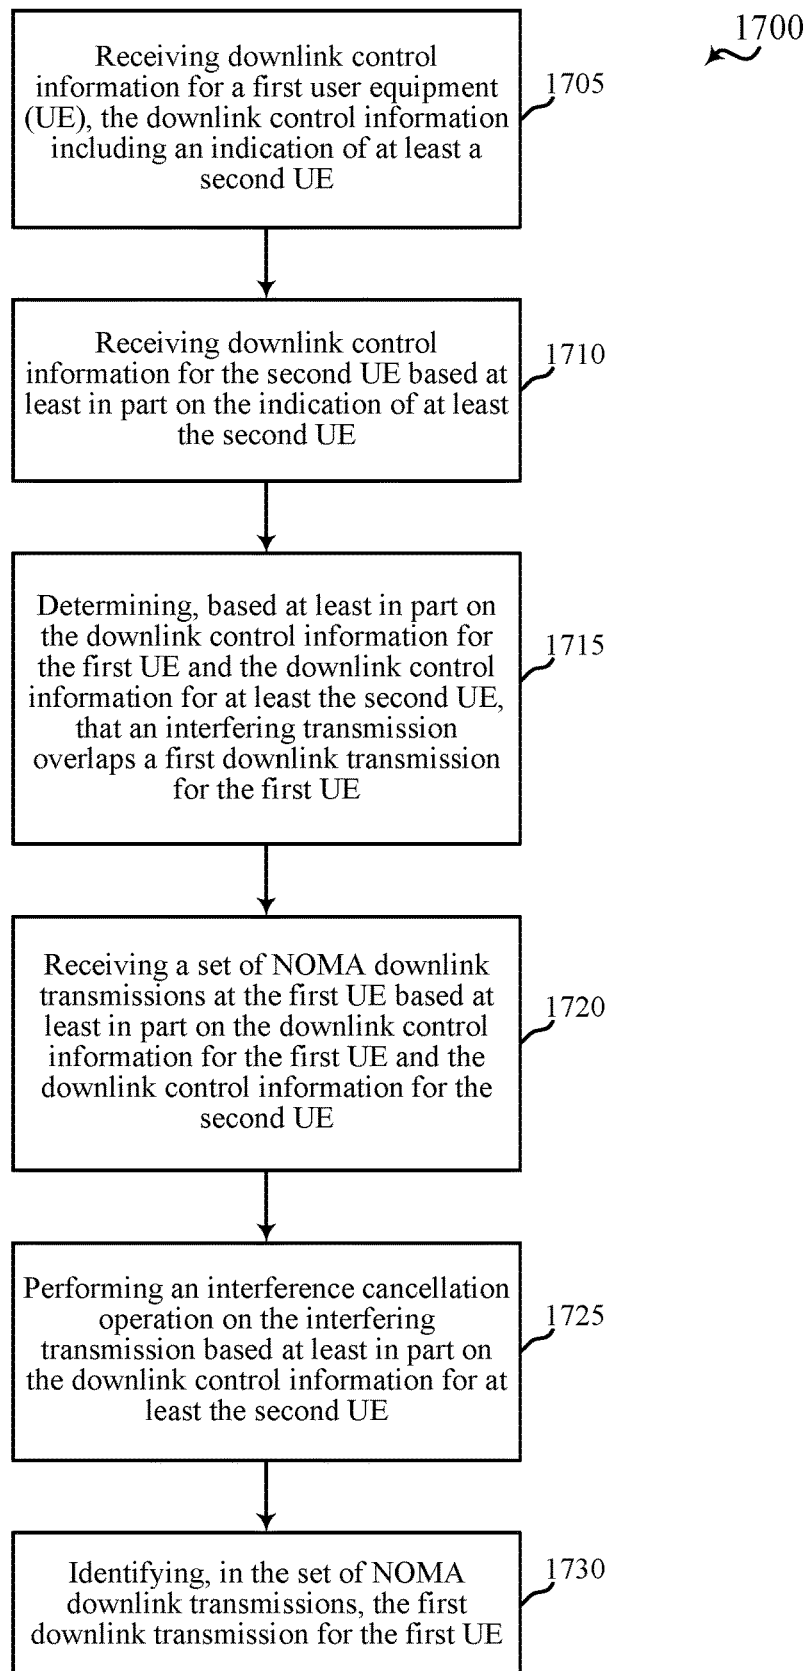 1700
Receiving downlink control
information for a first user equipment
(UE), the downlink control information
including an indication of at least a
second UE
1705
Receiving downlink control
information for the second UE based at
least in part on the indication of at least
the second UE
1710
Determining, based at least in part on
the downlink control information for
the first UE and the downlink control
information for at least the second UE,
that an interfering transmission
overlaps a first downlink transmission
for the first UE
1715
Receiving a set of NOMA downlink
transmissions at the first UE based at
least in part on the downlink control
information for the first UE and the
downlink control information for the
second UE
1720
Performing an interference cancellation
operation on the interfering
transmission based at least in part on
the downlink control information for at
least the second UE
1725
Identifying, in the set of NOMA
downlink transmissions, the first
downlink transmission for the first UE
1730